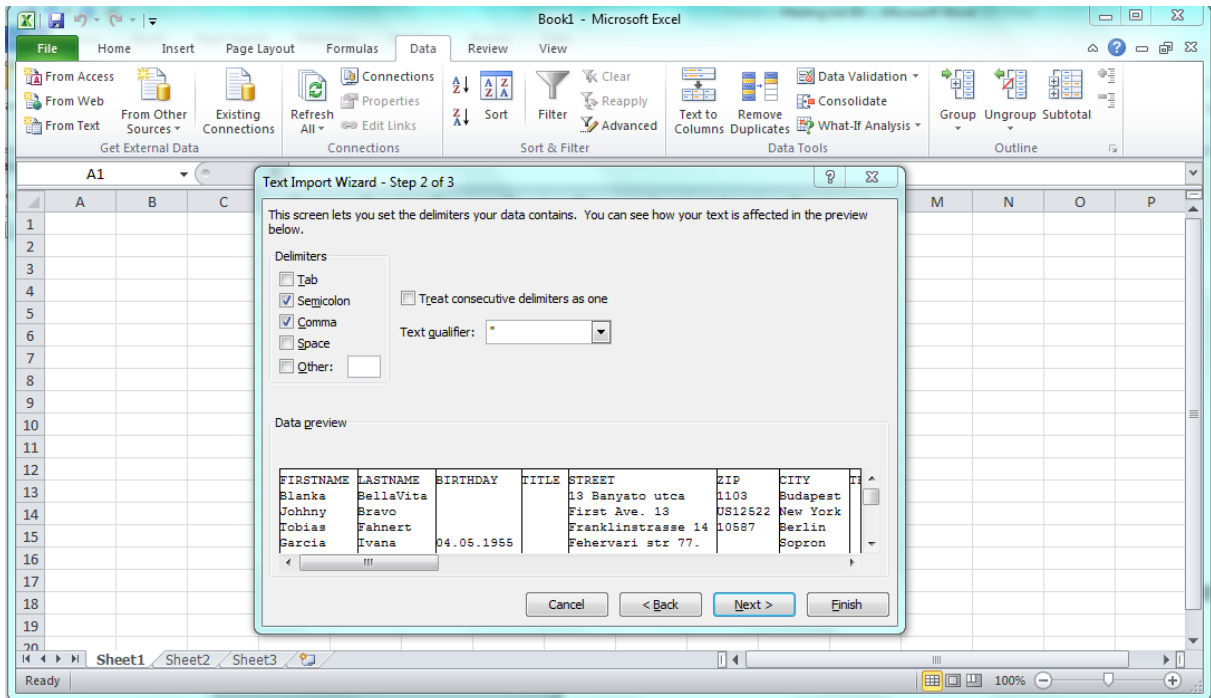 Book1 - Microsoft Excel
File Home Insert Page Layout Formulas Data Review View
From Access
From Web
From Text
From Other Sources
Existing Connections
Get External Data
Refresh All
Connections
Properties
Edit Links
Connections
A Z
Z A
A Z
Z A
Sort
Filter
Clear
Reapply
Advanced
Sort & Filter
Text to Columns
Remove Duplicates
Data Validation
Consolidate
What-If Analysis
Data Tools
Group Ungroup Subtotal
Outline
A1
A B C M N O P
1
2
3
4
5
6
7
8
9
10
11
12
13
14
15
16
17
18
19
20
Text Import Wizard - Step 2 of 3
This screen lets you set the delimiters your data contains. You can see how your text is affected in the preview
below.
Delimiters
Tab
Semicolon
Comma
Space
Other:
Treat consecutive delimiters as one
Text qualifier: "
Data preview
FIRSTNAME LASTNAME BIRTHDAY TITLE STREET ZIP CITY
Blanka BellaVita 13 Banyato utca 1103 Budapest
Johhny Bravo First Ave. 13 US12522 New York
Tobias Fahnert Franklinstrasse 14 10587 Berlin
Garcia Ivana 04.05.1955 Fehervari str 77. Sopron
Cancel < Back Next > Finish
Sheet1 Sheet2 Sheet3
Ready 100%